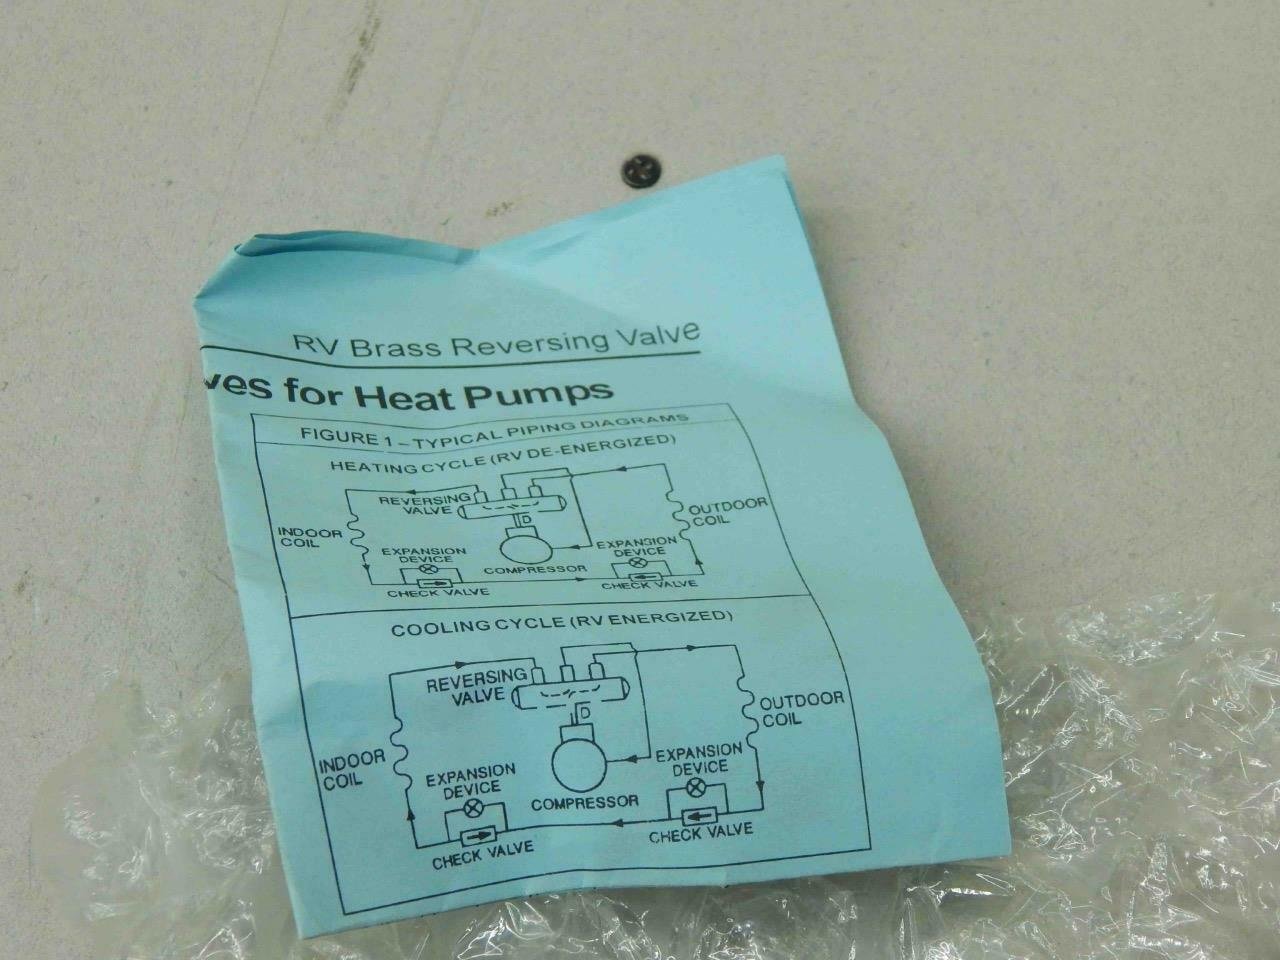 RV Brass Reversing Valve
ves for Heat Pumps
FIGURE 1 – TYPICAL PIPING DIAGRAMS
HEATING CYCLE (RV DE-ENERGIZED)
REVERSING
VALVE
OUTDOOR
COIL
INDOOR
COIL
D
EXPANSION
DEVICE
EXPANSION
DEVICE
COMPRESSOR
CHECK VALVE
CHECK VALVE
COOLING CYCLE (RV ENERGIZED)
REVERSING
VALVE
OUTDOOR
COIL
D
INDOOR
COIL
EXPANSION
DEVICE
EXPANSION
DEVICE
COMPRESSOR
CHECK VALVE
CHECK VALVE